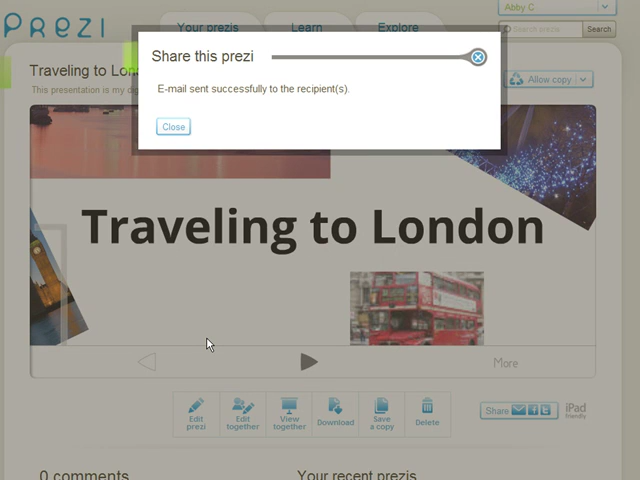 PREZI
Your prezis
Learn
Explore
Abby C
Search prezis
Search
Share this prezi
E-mail sent successfully to the recipient(s).
Close
Traveling to Lon
This presentation is my dig
Allow copy
Traveling to London
More
Edit prezi
Edit together
View together
Download
Save a copy
Delete
Share
iPad friendly
0 comments
Your recent prezis